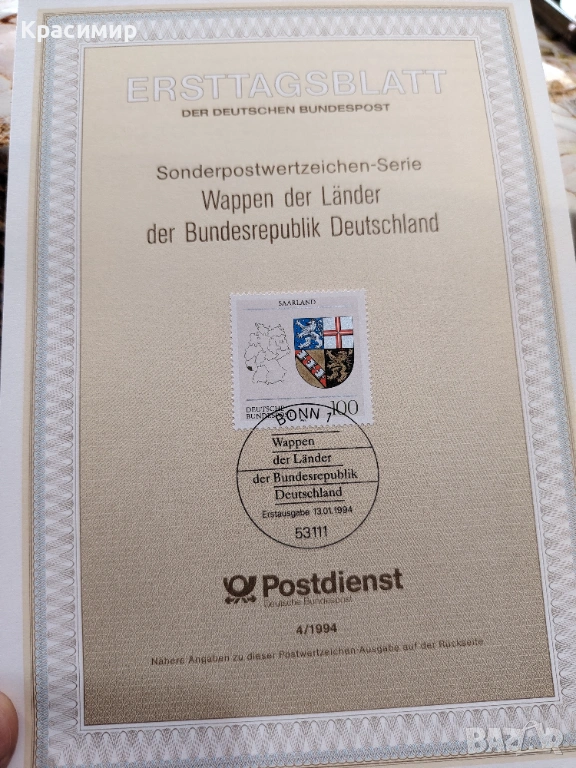 Красимир
ERSTTAGSBLATT
DER DEUTSCHEN BUNDESPOST
Sonderpostwertzeichen-Serie
Wappen der Länder
der Bundesrepublik Deutschland
SAARLAND
DEUTSCHE
BUNDESPOST
100
BONN 1
Wappen
der Länder
der Bundesrepublik
Deutschland
Erstausgabe 13.01.1994
53111
Postdienst
Deutsche Bundespost
4/1994
Nähere Angaben zu dieser Postwertzeichen-Ausgabe auf der Rückseite
BAZAR